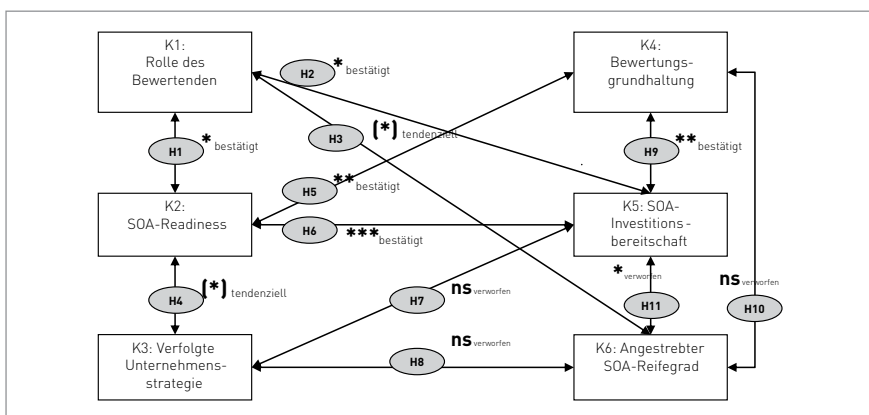 K1:
Rolle des
Bewertenden
H2 * bestätigt
K4:
Bewertungs-
grundhaltung
H1 * bestätigt
H3 (*) tendenziell
H9 ** bestätigt
H5 ** bestätigt
K2:
SOA-Readiness
H6 *** bestätigt
K5: SOA-
Investitions-
bereitschaft
H4 (*) tendenziell
H7 ns verworfen
* verworfen
H11
ns verworfen
H10
K3: Verfolgte
Unternehmens-
strategie
H8 ns verworfen
K6: Angestrebter
SOA-Reifegrad